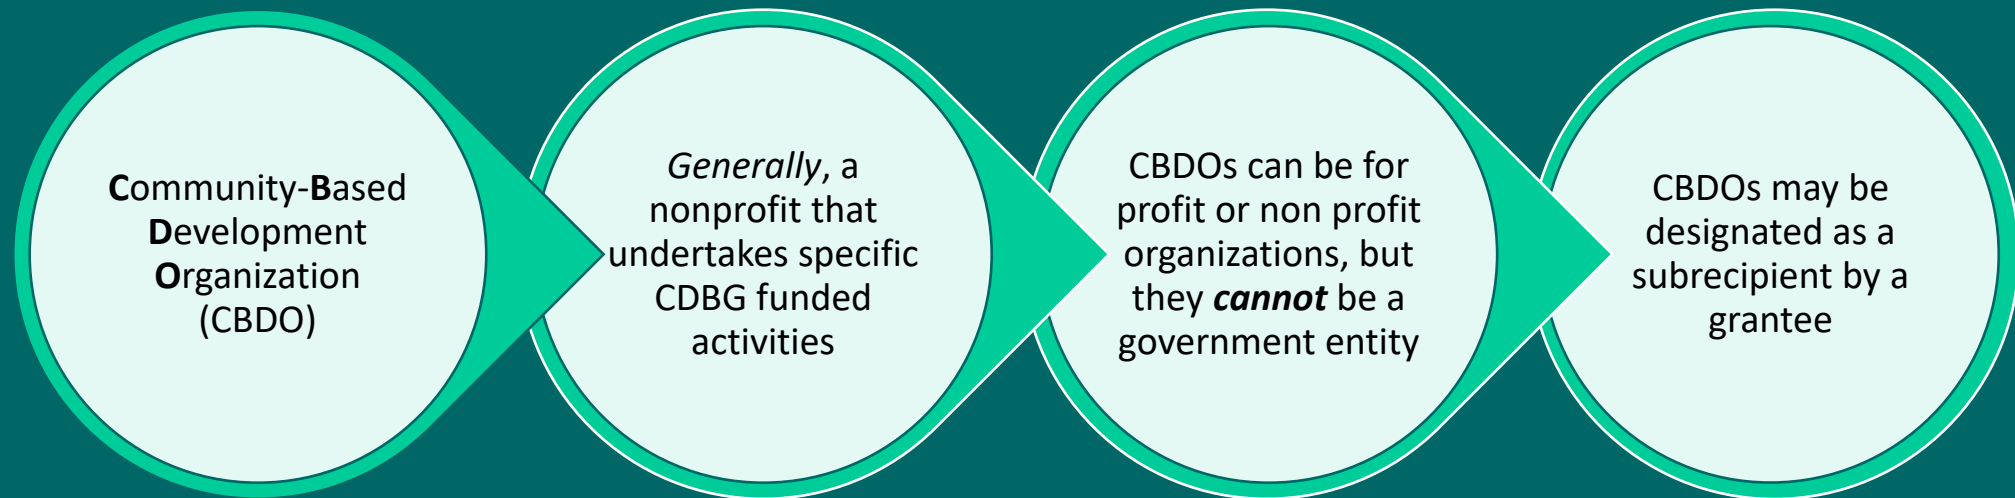 Community-Based
Development
Organization
(CBDO)
Generally, a
nonprofit that
undertakes specific
CDBG funded
activities
CBDOs can be for
profit or non profit
organizations, but
they cannot be a
government entity
CBDOs may be
designated as a
subrecipient by a
grantee